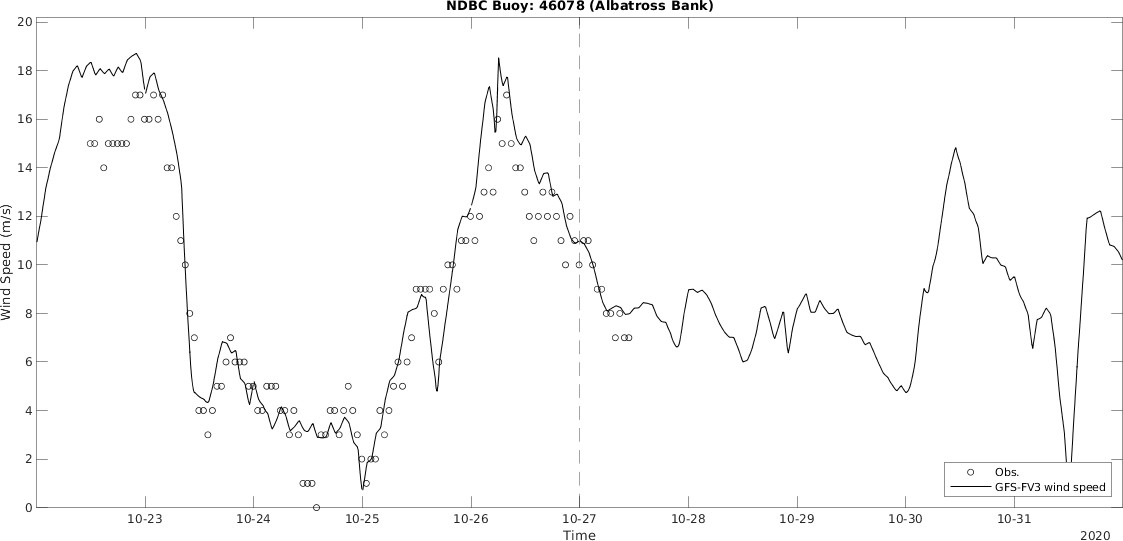 NDBC Buoy: 46078 (Albatross Bank)
20
18
16
14
12
10
8
6
4
2
0
Wind Speed (m/s)
Obs.
GFS-FV3 wind speed
10-23 10-24 10-25 10-26 10-27 10-28 10-29 10-30 10-31
Time
2020